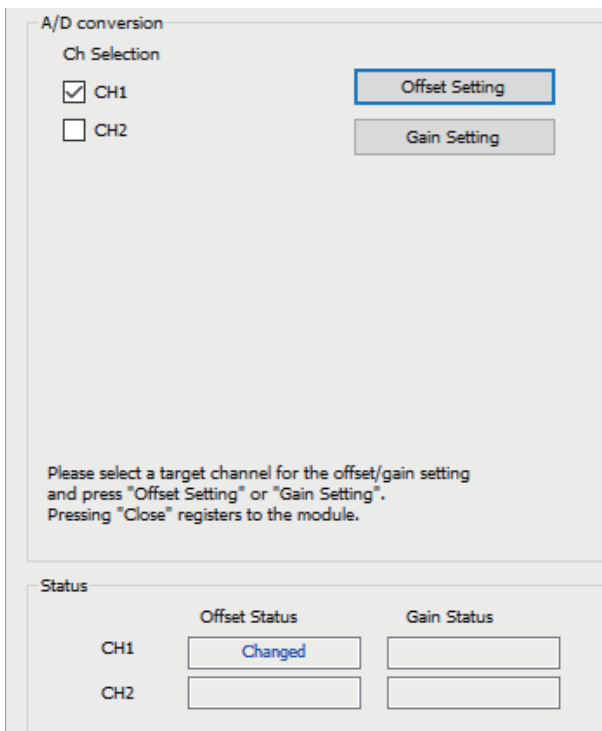 A/D conversion
Ch Selection
CH1
Offset Setting
CH2
Gain Setting
Please select a target channel for the offset/gain setting
and press "Offset Setting" or "Gain Setting".
Pressing "Close" registers to the module.
Status
Offset Status Gain Status
CH1 Changed
CH2